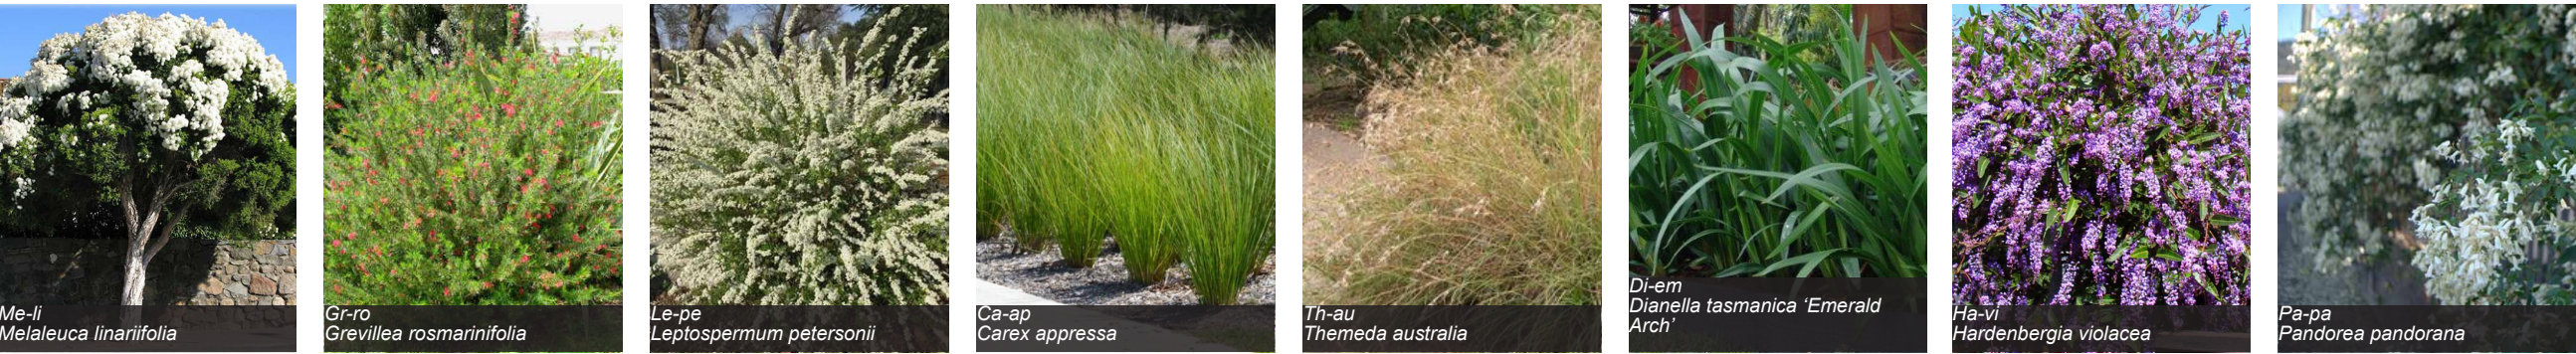 Me-li
Melaleuca linariifolia
Gr-ro
Grevillea rosmarinifolia
Le-pe
Leptospermum petersonii
Ca-ap
Carex appressa
Th-au
Themeda australia
Di-em
Dianella tasmanica ‘Emerald
Arch’
Ha-vi
Hardenbergia violacea
Pa-pa
Pandorea pandorana